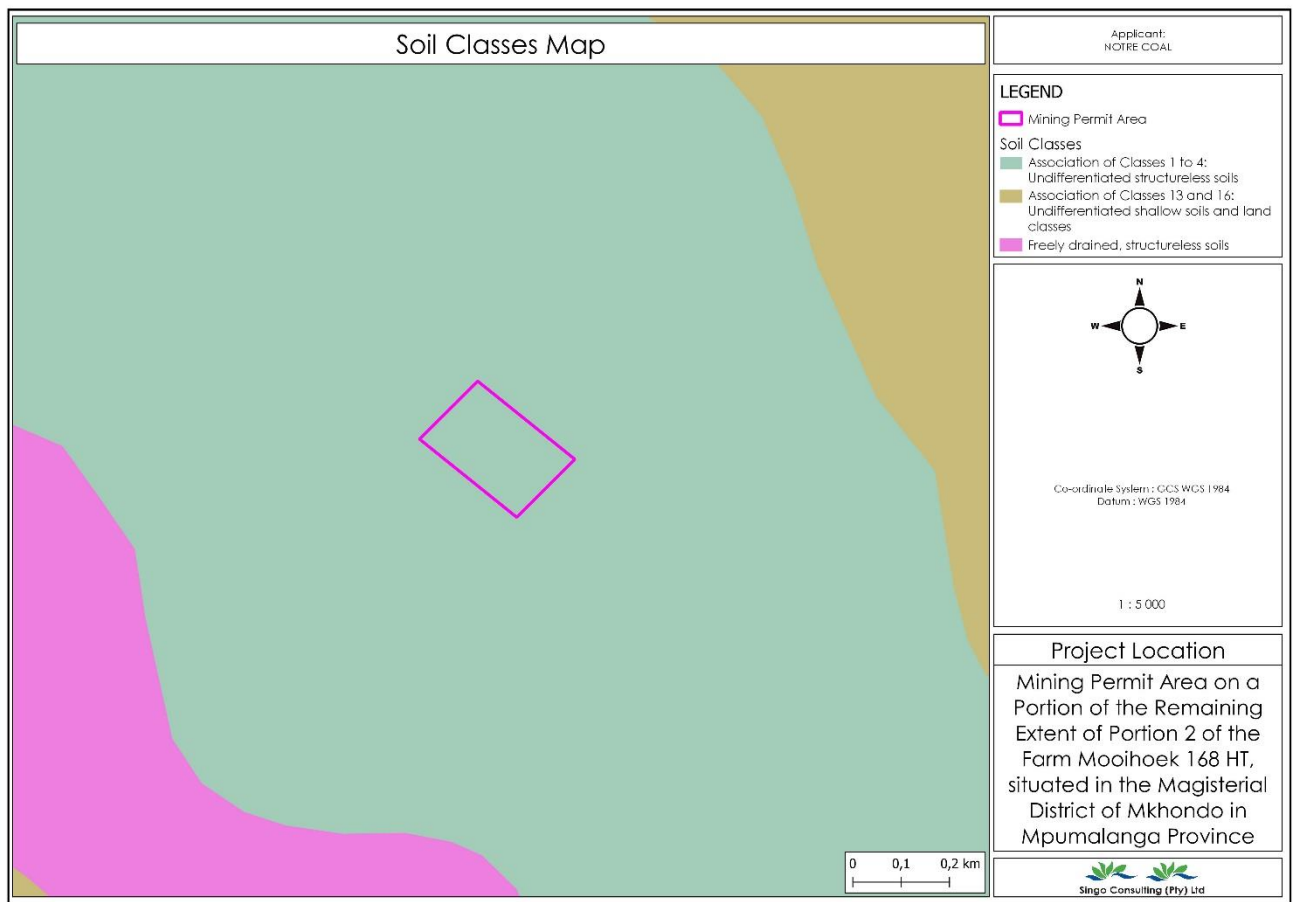 Soil Classes Map
Applicant:
NOTRE COAL
LEGEND
Mining Permit Area
Soil Classes
Association of Classes 1 to 4:
Undifferentiated structureless soils
Association of Classes 13 and 16:
Undifferentiated shallow soils and land
classes
Freely drained, structureless soils
N
W E
S
Co-ordinate System : GCS WGS 1984
Datum : WGS 1984
1 : 5 000
Project Location
Mining Permit Area on a
Portion of the Remaining
Extent of Portion 2 of the
Farm Mooihoek 168 HT,
situated in the Magisterial
District of Mkhondo in
Mpumalanga Province
0 0,1 0,2 km
Singo Consulting (Pty) Ltd